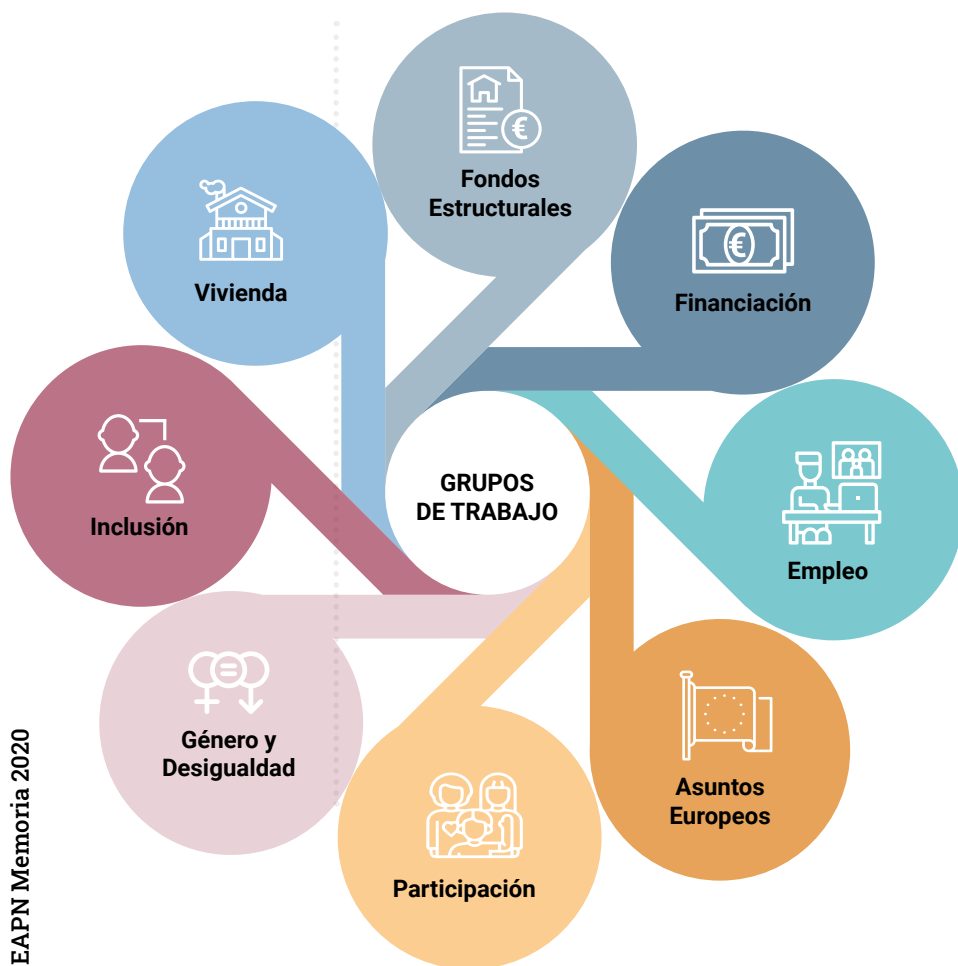 Fondos
Estructurales
Financiación
Empleo
Asuntos
Europeos
Participación
Género y
Desigualdad
Inclusión
Vivienda
GRUPOS
DE TRABAJO
EAPN Memoria 2020